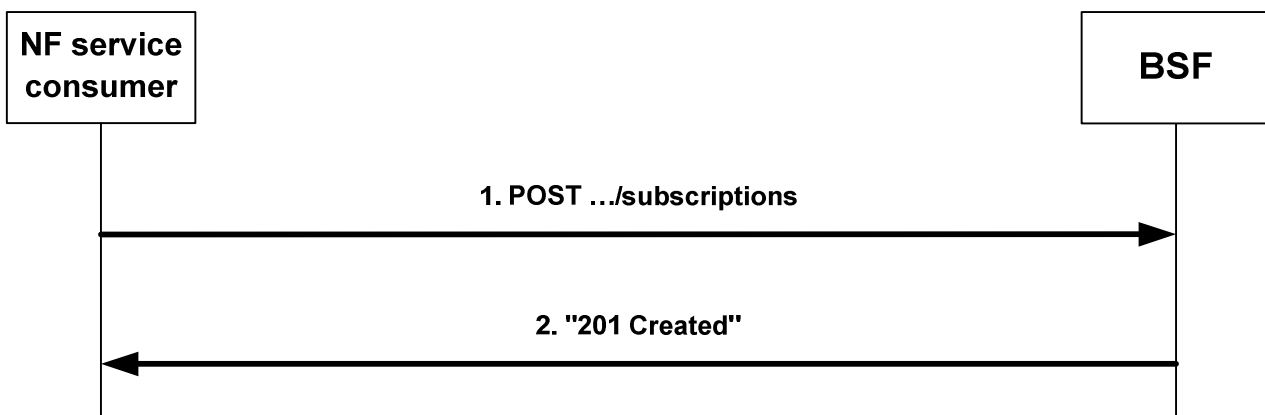 NF service
consumer
BSF
1. POST …/subscriptions
2. "201 Created"